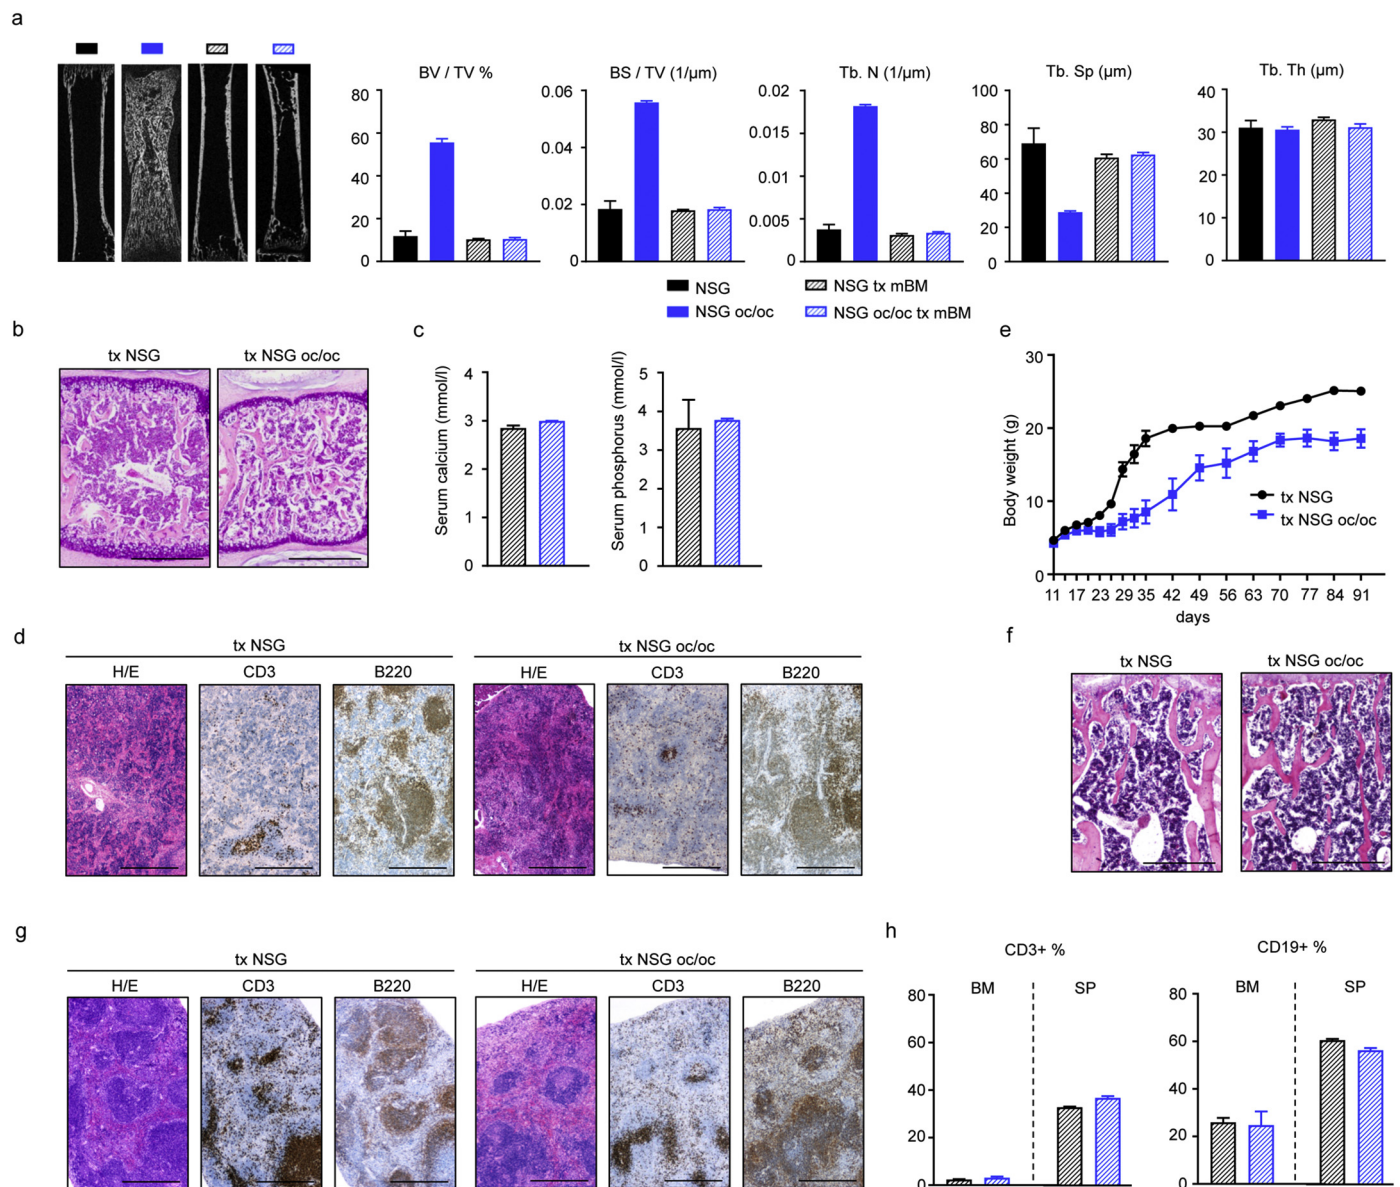 a
BV / TV %
BS / TV (1/µm)
Tb. N (1/µm)
Tb. Sp (µm)
Tb. Th (µm)
80
60
40
20
0
0.06
0.04
0.02
0
0.02
0.015
0.01
0.005
0
100
80
60
40
20
0
40
30
20
10
0
NSG
NSG tx mBM
NSG oc/oc
NSG oc/oc tx mBM
b
tx NSG
tx NSG oc/oc
c
Serum calcium (mmol/l)
4
3
2
1
0
Serum phosphorus (mmol/l)
5
4
3
2
1
0
e
Body weight (g)
30
20
10
0
tx NSG
tx NSG oc/oc
11 17 23 29 35 42 49 56 63 70 77 84 91
days
d
tx NSG
tx NSG oc/oc
H/E
CD3
B220
H/E
CD3
B220
f
tx NSG
tx NSG oc/oc
g
tx NSG
tx NSG oc/oc
H/E
CD3
B220
H/E
CD3
B220
h
CD3+ %
BM
SP
80
60
40
20
0
CD19+ %
BM
SP
80
60
40
20
0